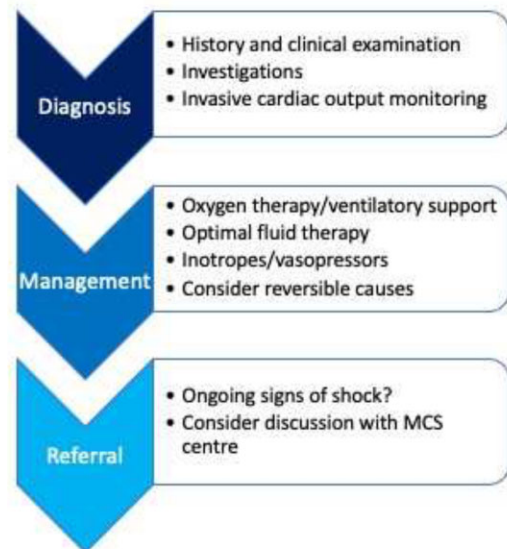 Diagnosis
• History and clinical examination
• Investigations
• Invasive cardiac output monitoring
Management
• Oxygen therapy/ventilatory support
• Optimal fluid therapy
• Inotropes/vasopressors
• Consider reversible causes
Referral
• Ongoing signs of shock?
• Consider discussion with MCS
centre